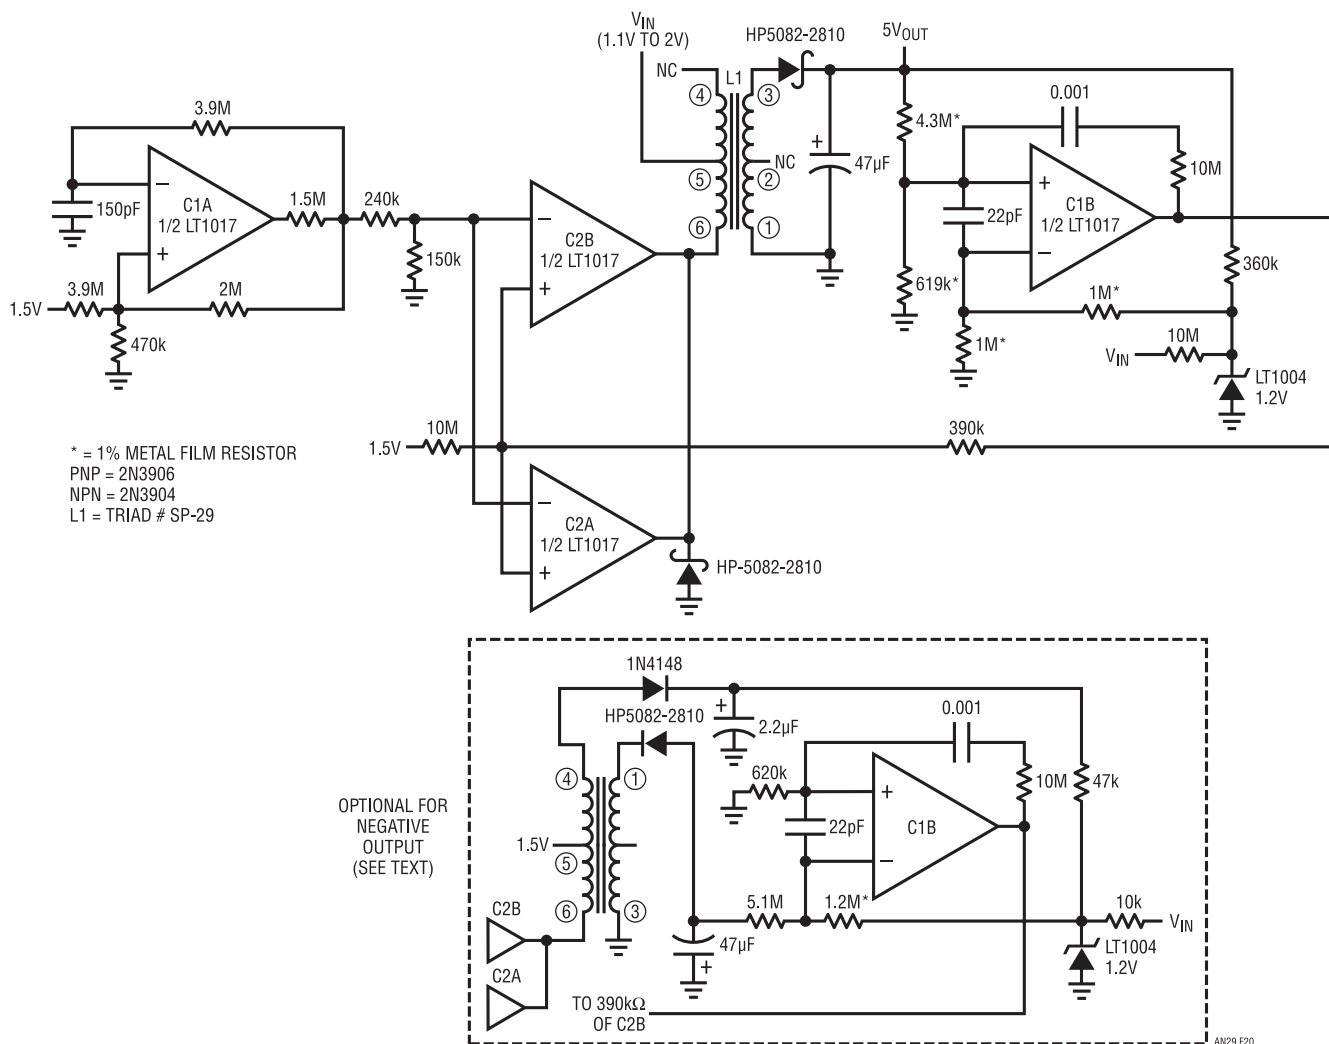 V_IN
(1.1V TO 2V)
HP5082-2810
5V_OUT
NC
L1
4
3
3.9M
4.3M*
0.001
+
47µF
NC
5
2
10M
−
C1A
1/2 LT1017
+
150pF
1.5M
240k
−
C2B
1/2 LT1017
+
6
1
22pF
+
C1B
1/2 LT1017
−
150k
360k
1.5V
3.9M
2M
470k
619k*
1M*
1M*
V_IN
10M
LT1004
1.2V
1.5V
10M
390k
* = 1% METAL FILM RESISTOR
PNP = 2N3906
NPN = 2N3904
L1 = TRIAD # SP-29
−
C2A
1/2 LT1017
+
HP-5082-2810
1N4148
HP5082-2810
+
2.2µF
0.001
4
1
620k
+
C1B
−
10M
47k
OPTIONAL FOR
NEGATIVE
OUTPUT
(SEE TEXT)
1.5V
5
22pF
6
3
5.1M
1.2M*
10k
V_IN
C2B
C2A
47µF
+
LT1004
1.2V
TO 390kΩ
OF C2B
AN29 F20